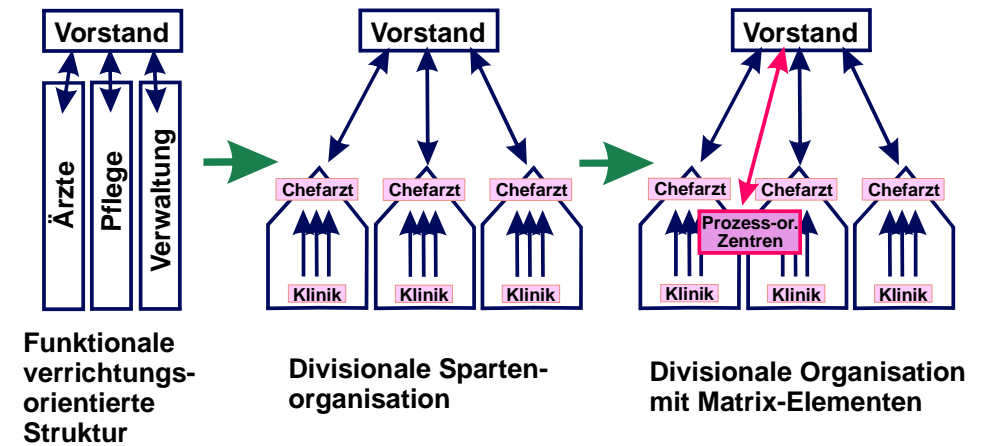 Vorstand
Ärzte
Pflege
Verwaltung
Funktionale
verrichtungs-
orientierte
Struktur
Vorstand
Chefarzt
Chefarzt
Chefarzt
Klinik
Klinik
Klinik
Divisionale Sparten-
organisation
Vorstand
Chefarzt
Chefarzt
Chefarzt
Prozess-or.
Zentren
Klinik
Klinik
Klinik
Divisionale Organisation
mit Matrix-Elementen